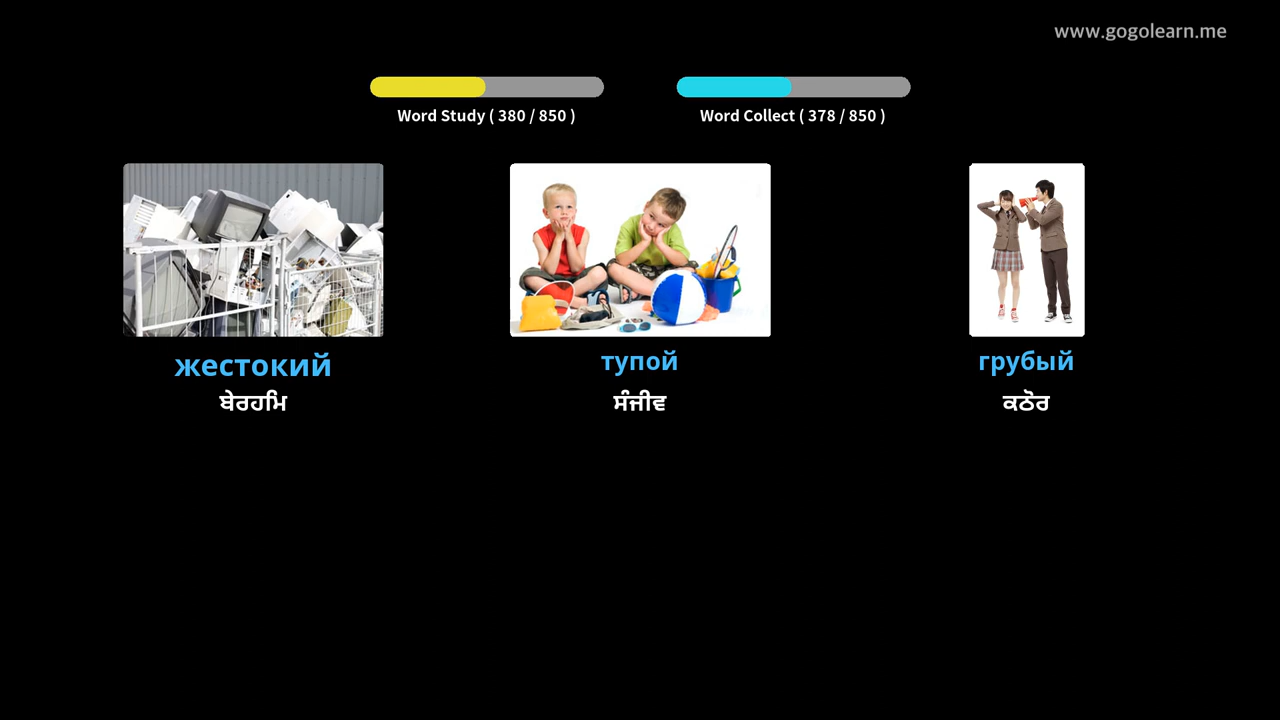 www.gogolearn.me
Word Study ( 380 / 850 )
Word Collect ( 378 / 850 )
жестокий
тупой
грубый
ਬੇਰਹਮਿ
ਸੰਜੀਵ
ਕਠੋਰ